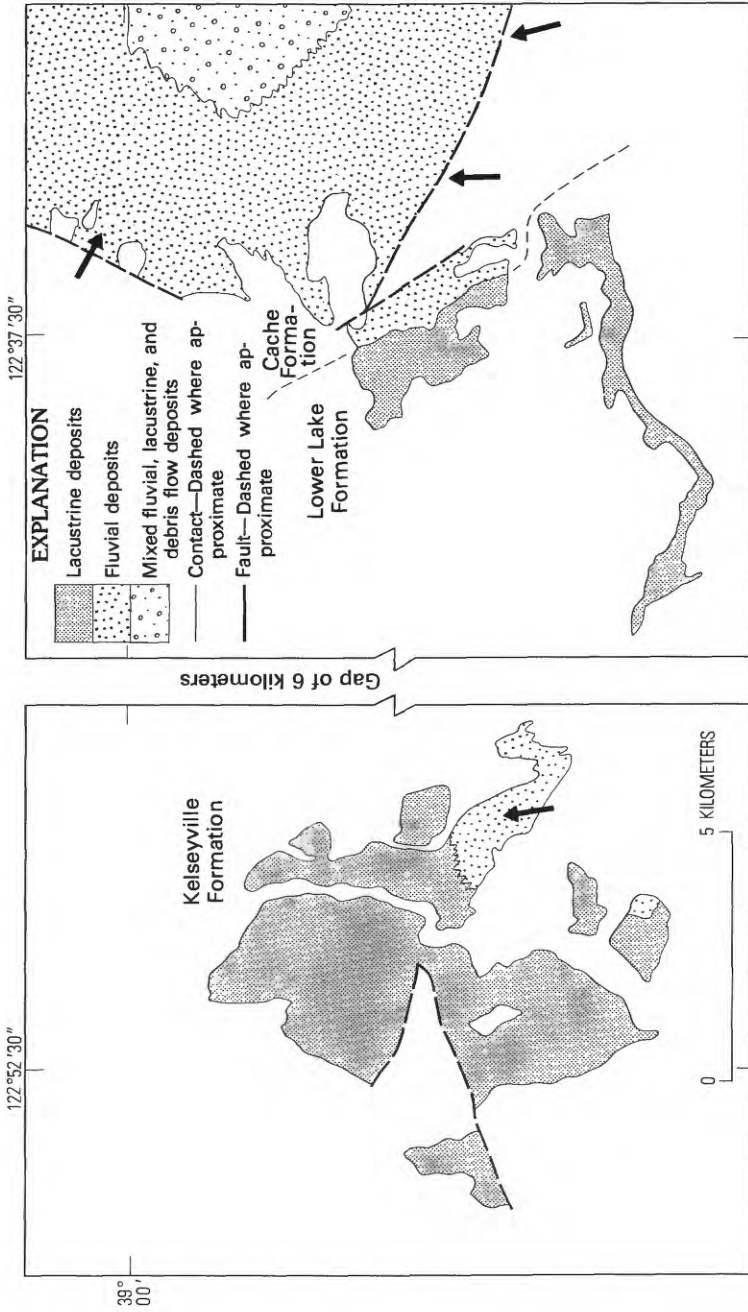 122°52'30"
39°
00'
Kelseyville
Formation
0
5 KILOMETERS
Gap of 6 kilometers
122°37'30"
EXPLANATION
Lacustrine deposits
Fluvial deposits
Mixed fluvial, lacustrine, and
debris flow deposits
Contact—Dashed where ap-
proximate
Fault—Dashed where ap-
proximate
Cache
Forma-
tion
Lower Lake
Formation